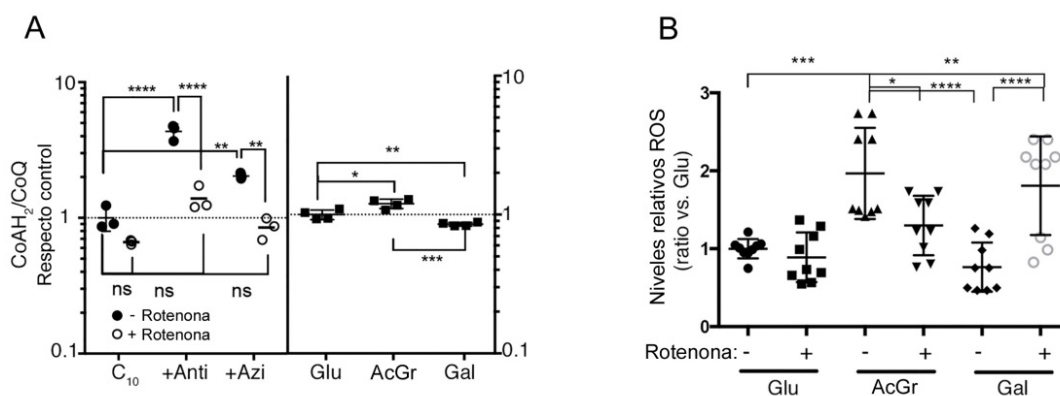 A
CoAH2/CoQ
Respecto control
10
1
0.1
****
****
**
**
ns
ns
ns
- Rotenona
+ Rotenona
C10
+Anti
+Azi
**
*
***
Glu
AcGr
Gal
10
1
0.1
B
Niveles relativos ROS
(ratio vs. Glu)
3
2
1
0
***
**
*
****
****
Rotenona:
-
+
-
+
-
+
Glu
AcGr
Gal